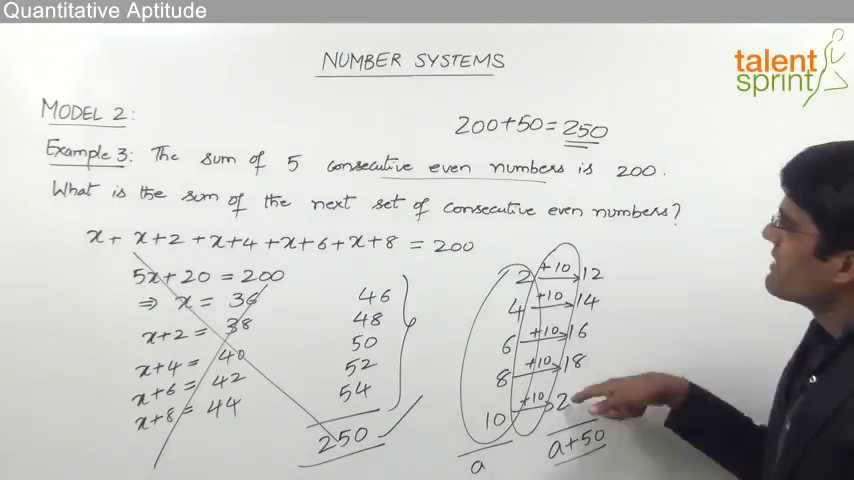 Quantitative Aptitude
talent
sprint
NUMBER SYSTEMS
MODEL 2:
200+50=250
Example 3: The sum of 5 consecutive even numbers is 200.
What is the sum of the next set of consecutive even numbers?
x+ x+2 +x+4 +x+6+x+8 = 200
5x+20 = 200
⇒ x = 36
x+2 = 38
x+4 = 40
x+6 = 42
x+8 = 44
46
48
50
52
54
250
2 +10 12
4 +10 14
6 +10 16
8 +10 18
10 +10 2
a
a+50